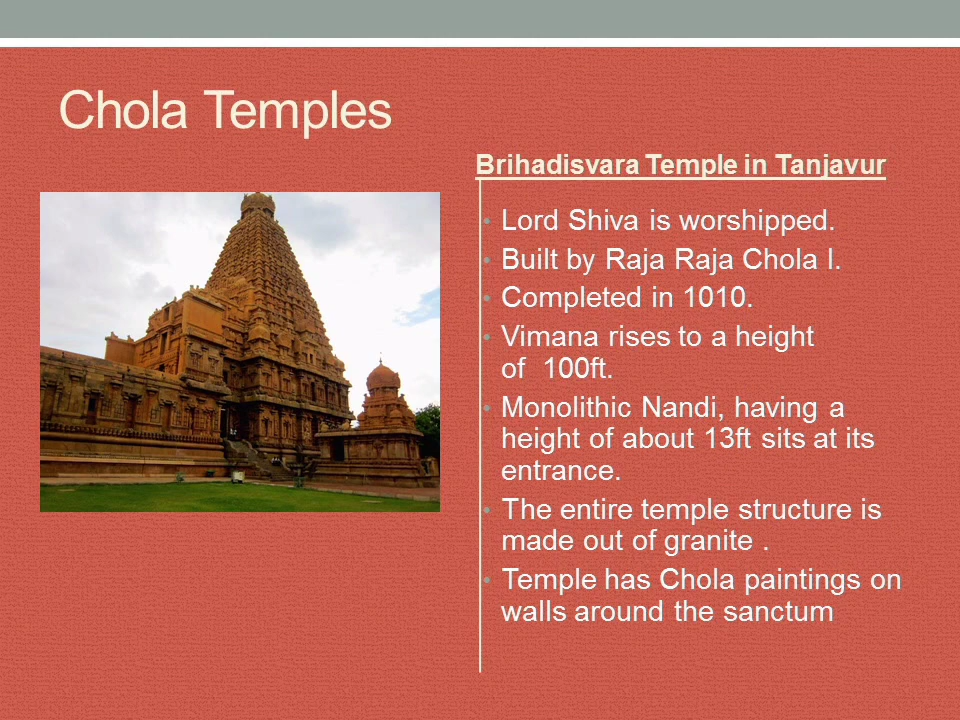 Chola Temples
Brihadisvara Temple in Tanjavur
• Lord Shiva is worshipped.
• Built by Raja Raja Chola I.
• Completed in 1010.
• Vimana rises to a height
of  100ft.
• Monolithic Nandi, having a
height of about 13ft sits at its
entrance.
• The entire temple structure is
made out of granite .
• Temple has Chola paintings on
walls around the sanctum